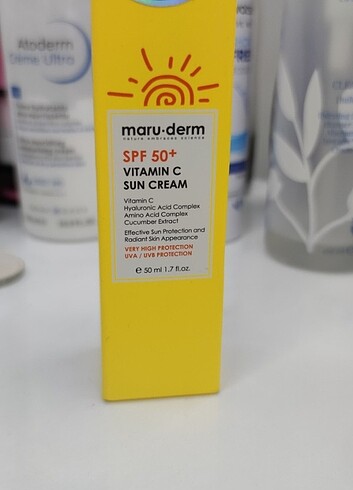 Atoderm
Crème Ultra
maru·derm
nature embraces science
SPF 50+
VITAMIN C
SUN CREAM
Vitamin C
Hyaluronic Acid Complex
Amino Acid Complex
Cucumber Extract
Effective Sun Protection and
Radiant Skin Appearance
VERY HIGH PROTECTION
UVA / UVB PROTECTION
e 50 ml 1,7 fl.oz.